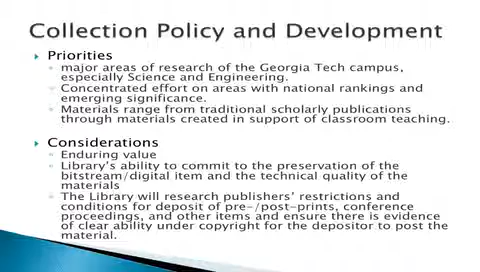 Collection Policy and Development
Priorities
major areas of research of the Georgia Tech campus,
especially Science and Engineering.
Concentrated effort on areas with national rankings and
emerging significance.
Materials range from traditional scholarly publications
through materials created in support of classroom teaching.
Considerations
Enduring value
Library's ability to commit to the preservation of the
bitstream/digital item and the technical quality of the
materials
The Library will research publishers' restrictions and
conditions for deposit of pre-/post-prints, conference
proceedings, and other items and ensure there is evidence
of clear ability under copyright for the depositor to post the
material.